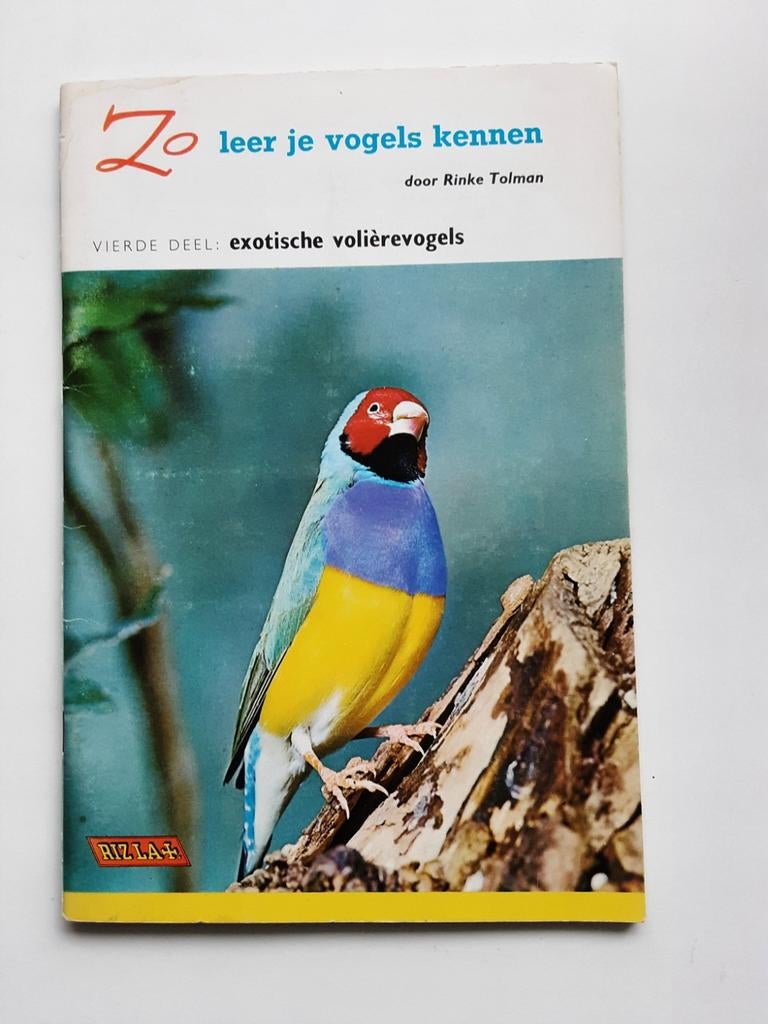 Zo leer je vogels kennen
door Rinke Tolman
VIERDE DEEL: exotische volièrevogels
RIZLA+